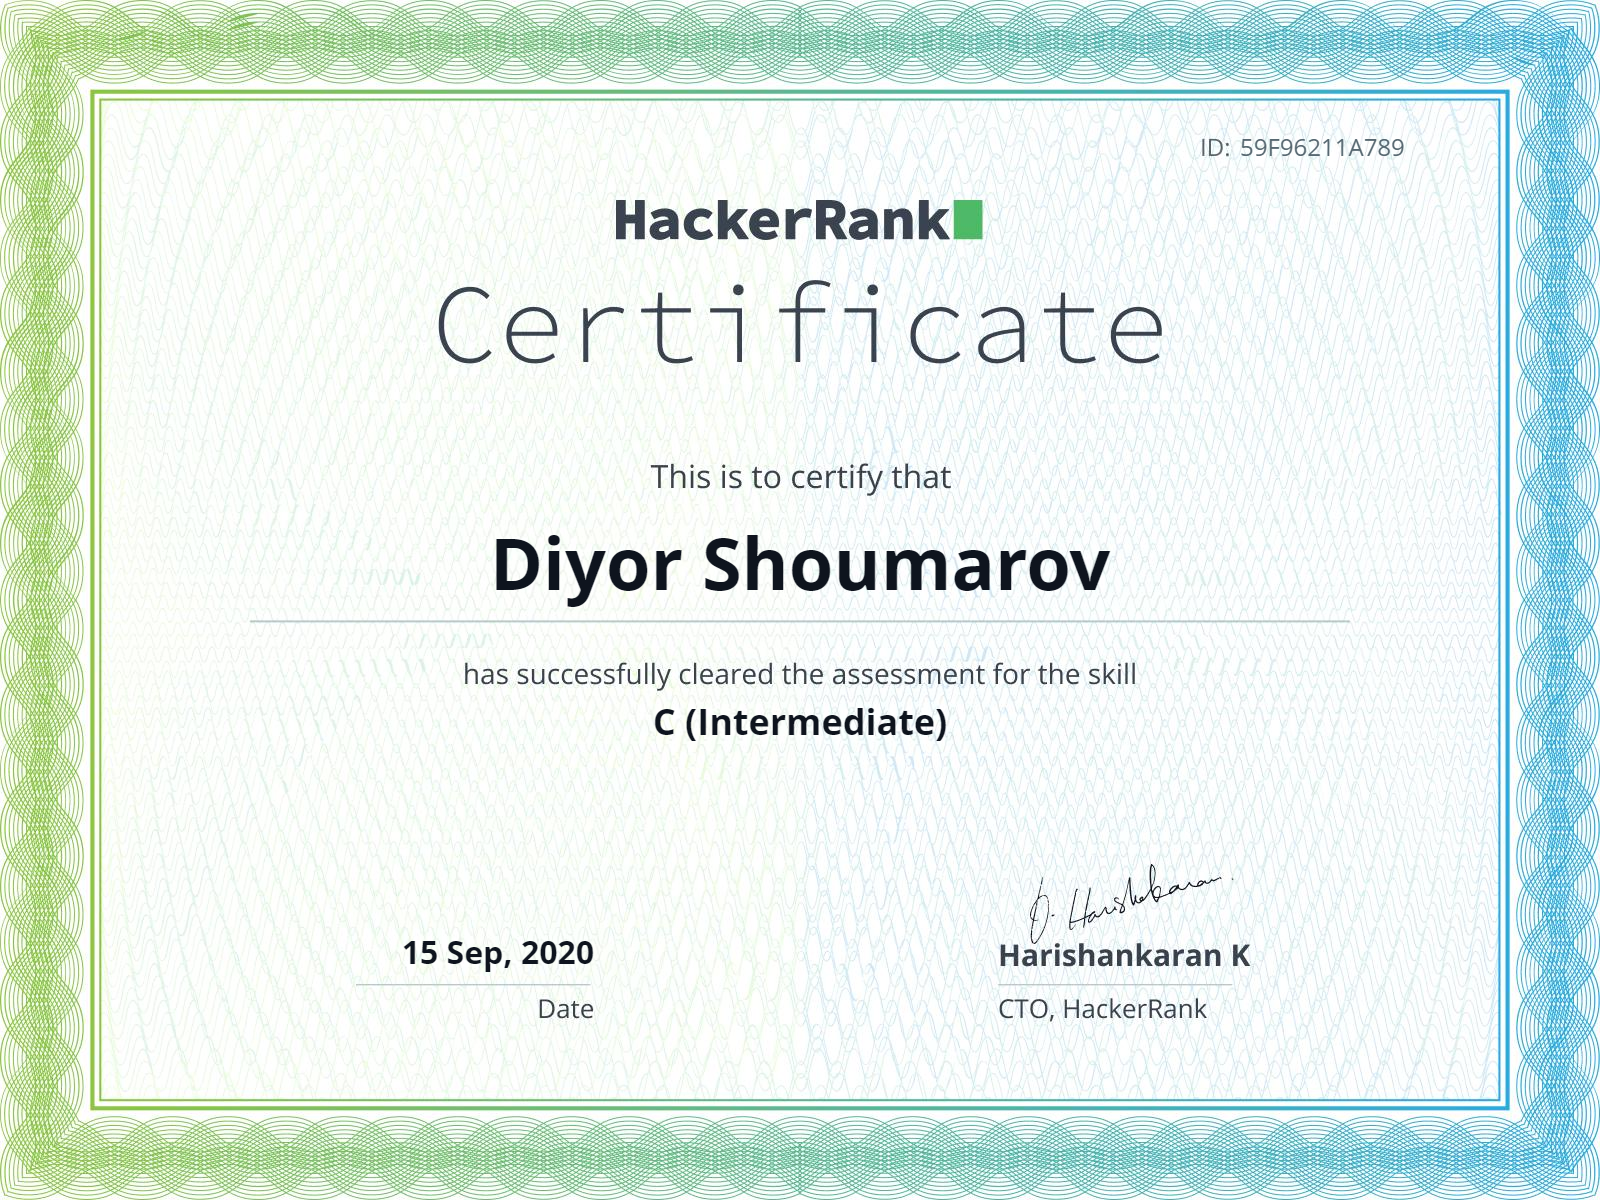 ID: 59F96211A789
HackerRank
Certificate
This is to certify that
Diyor Shoumarov
has successfully cleared the assessment for the skill
C (Intermediate)
15 Sep, 2020
Date
Harishankaran K
CTO, HackerRank